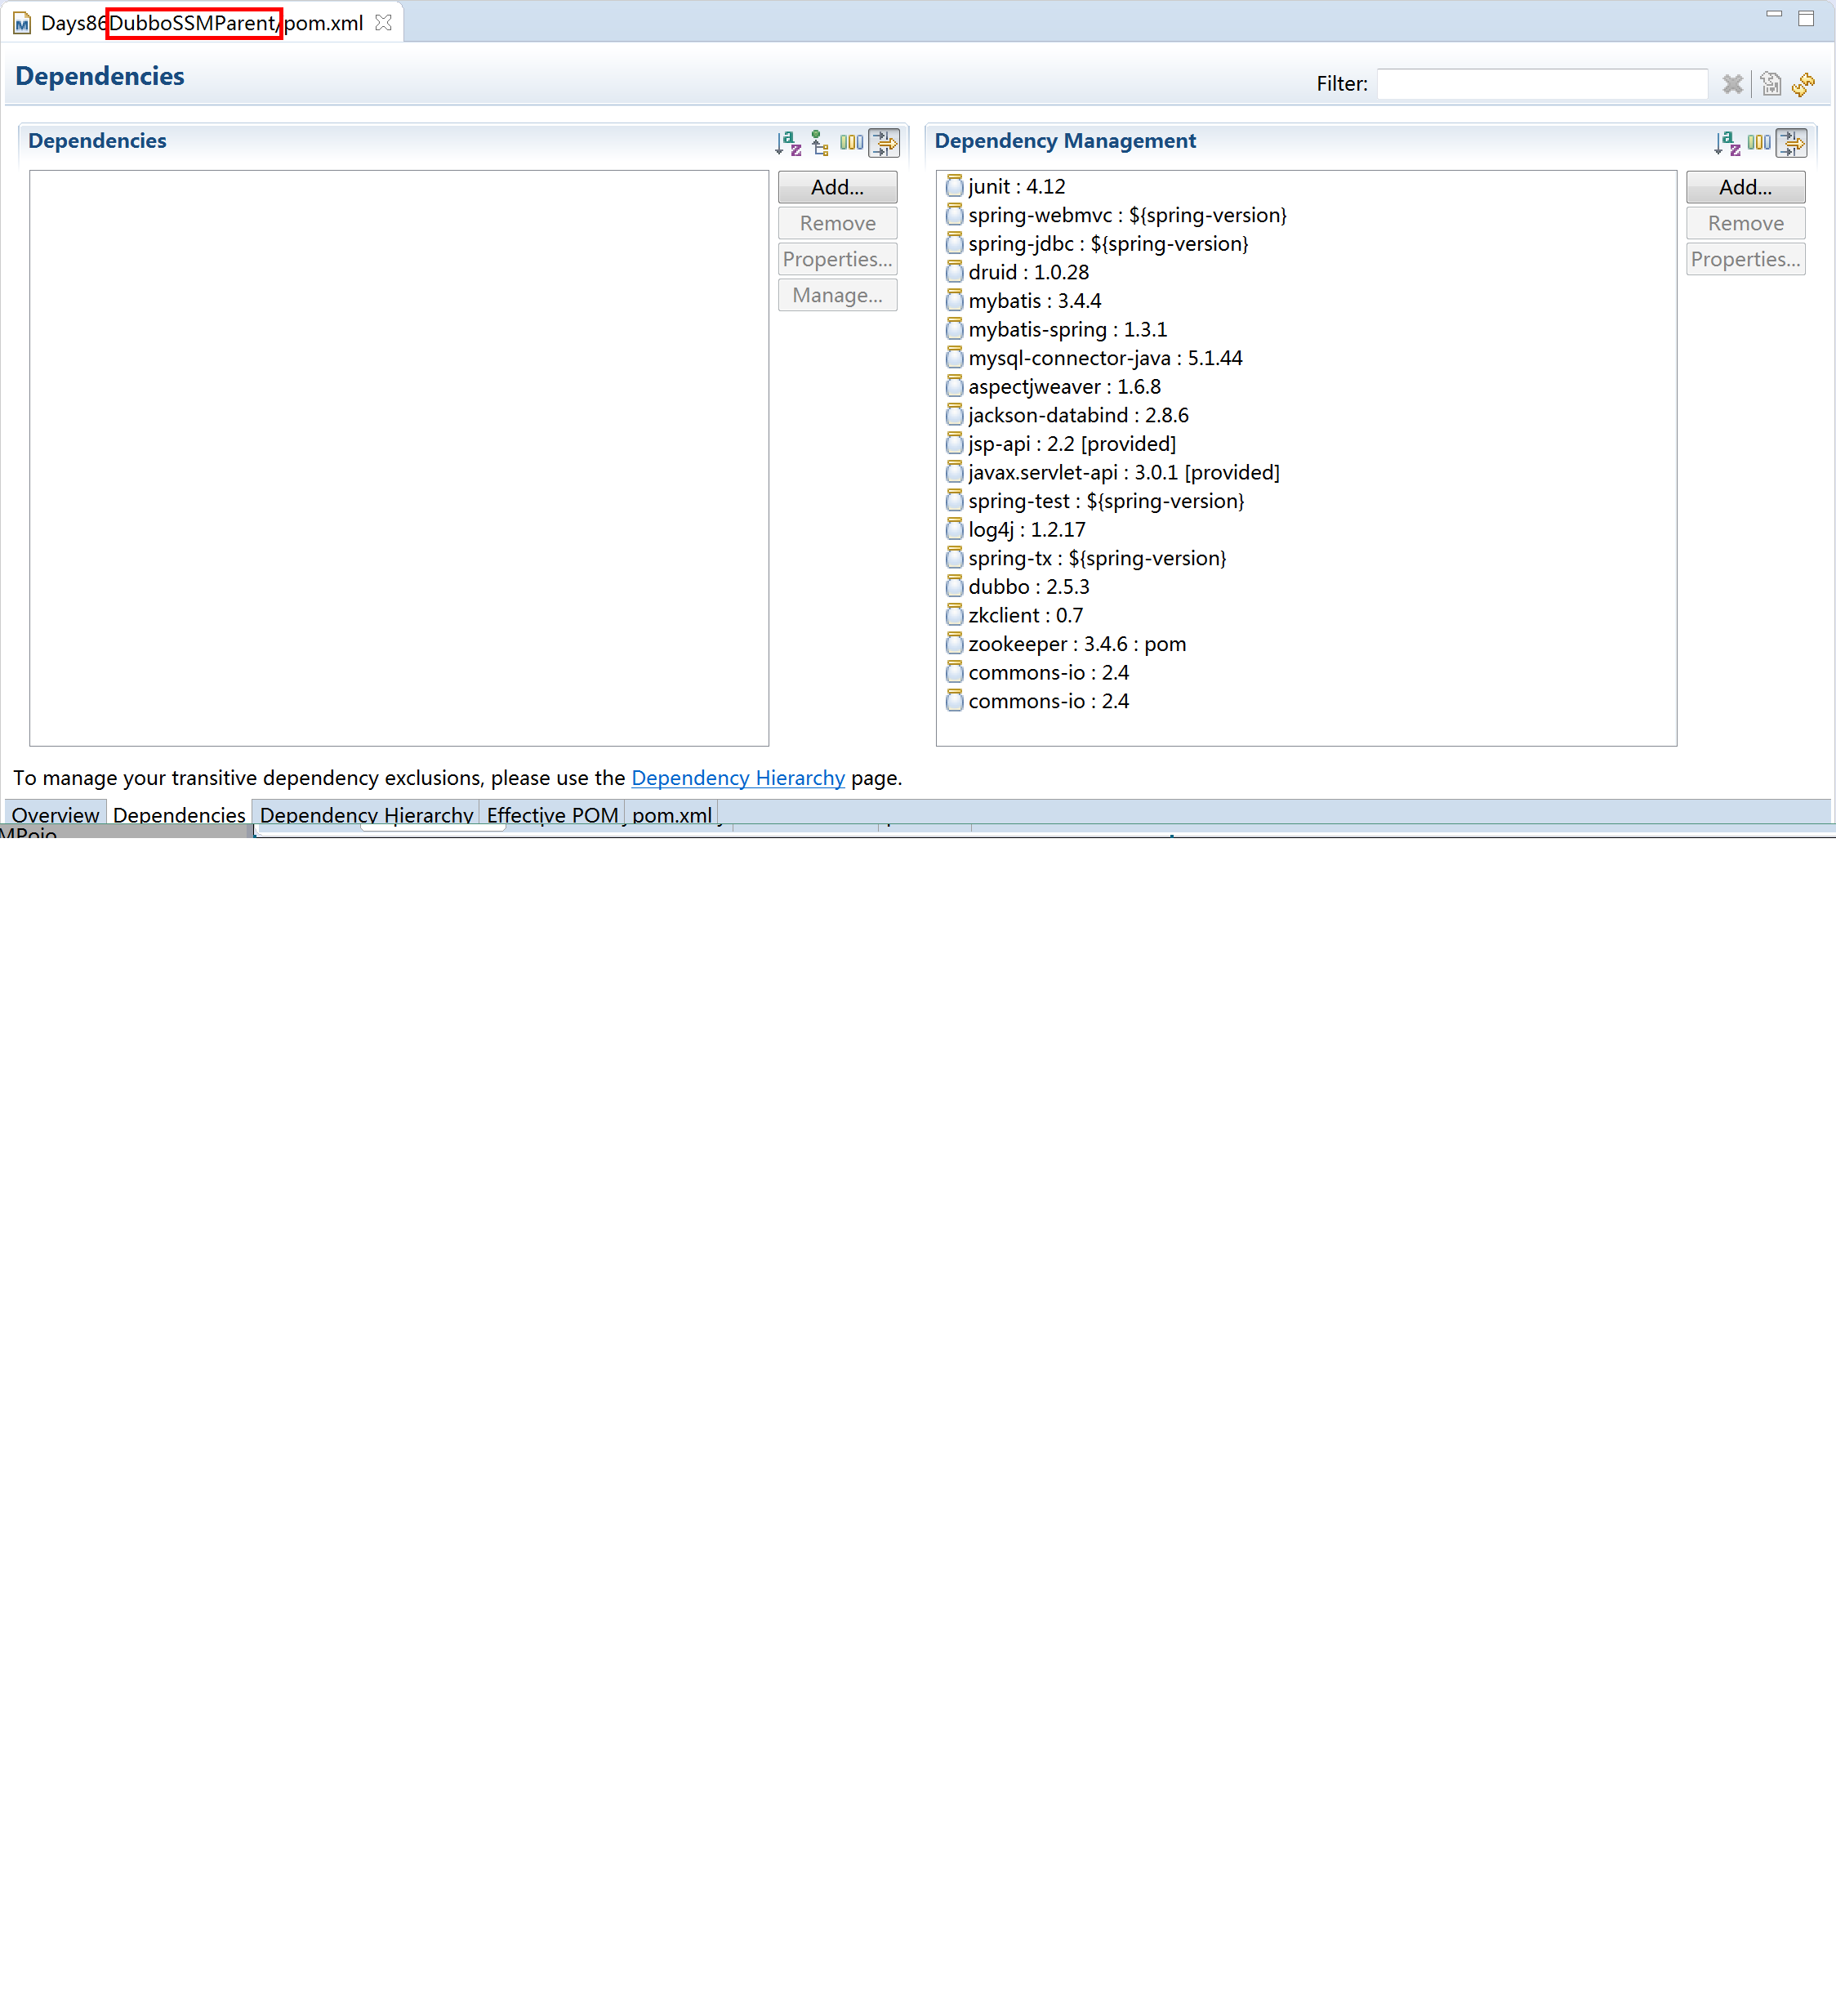 Days86DubboSSMParent/pom.xml
Dependencies
Filter:
Dependencies
Add...
Remove
Properties...
Manage...
Dependency Management
junit : 4.12
spring-webmvc : ${spring-version}
spring-jdbc : ${spring-version}
druid : 1.0.28
mybatis : 3.4.4
mybatis-spring : 1.3.1
mysql-connector-java : 5.1.44
aspectjweaver : 1.6.8
jackson-databind : 2.8.6
jsp-api : 2.2 [provided]
javax.servlet-api : 3.0.1 [provided]
spring-test : ${spring-version}
log4j : 1.2.17
spring-tx : ${spring-version}
dubbo : 2.5.3
zkclient : 0.7
zookeeper : 3.4.6 : pom
commons-io : 2.4
commons-io : 2.4
Add...
Remove
Properties...
To manage your transitive dependency exclusions, please use the Dependency Hierarchy page.
Overview Dependencies Dependency Hierarchy Effective POM pom.xml
MPojo